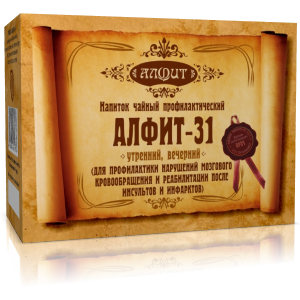 АЛФИТ
Напиток чайный профилактический
АЛФИТ-31
утренний, вечерний
(для профилактики нарушений мозгового
кровообращения и реабилитации после
инсультов и инфарктов)